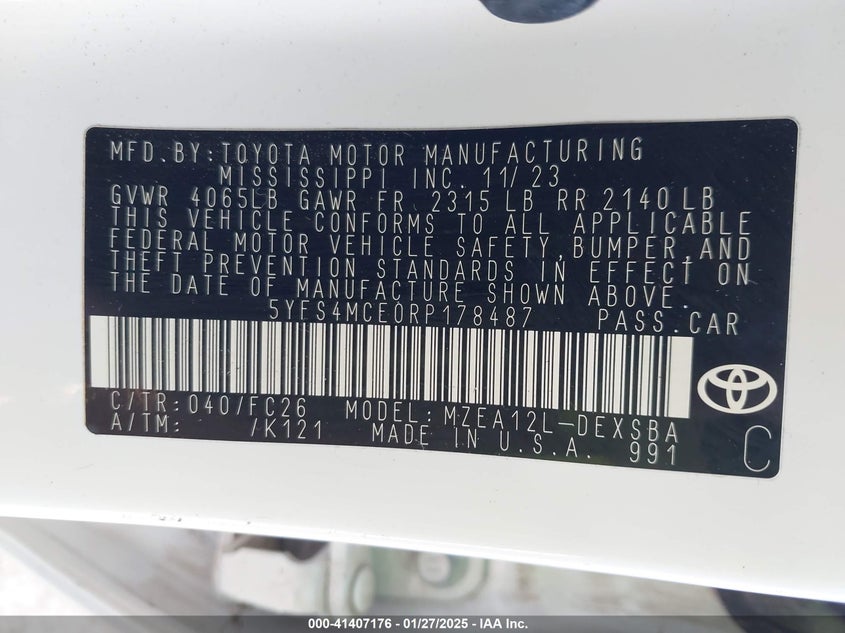 MFD.BY:TOYOTA MOTOR MANUFACTURING
MISSISSIPPI INC. 11/23
GVWR 4065LB GAWR FR 2315 LB RR 2140 LB
THIS VEHICLE CONFORMS TO ALL APPLICABLE
FEDERAL MOTOR VEHICLE SAFETY,BUMPER,AND
THEFT PREVENTION STANDARDS IN EFFECT ON
THE DATE OF MANUFACTURE SHOWN ABOVE.
5YFS4MCE0RP178487 PASS.CAR
C/TR:040/FC26 MODEL:MZEA12L-DEXSBA
A/TM: /K121 MADE IN U.S.A. 991
C
000-41407176 | 01/27/2025 | ©IAA Inc.